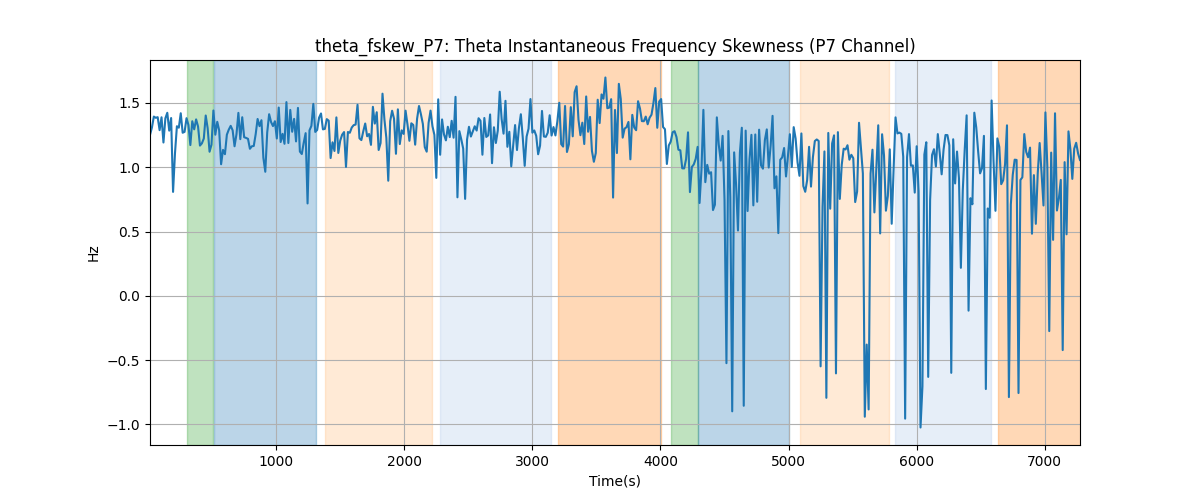 theta_fskew_P7: Theta Instantaneous Frequency Skewness (P7 Channel)
1.5
1.0
0.5
0.0
−0.5
−1.0
Hz
1000 2000 3000 4000 5000 6000 7000
Time(s)